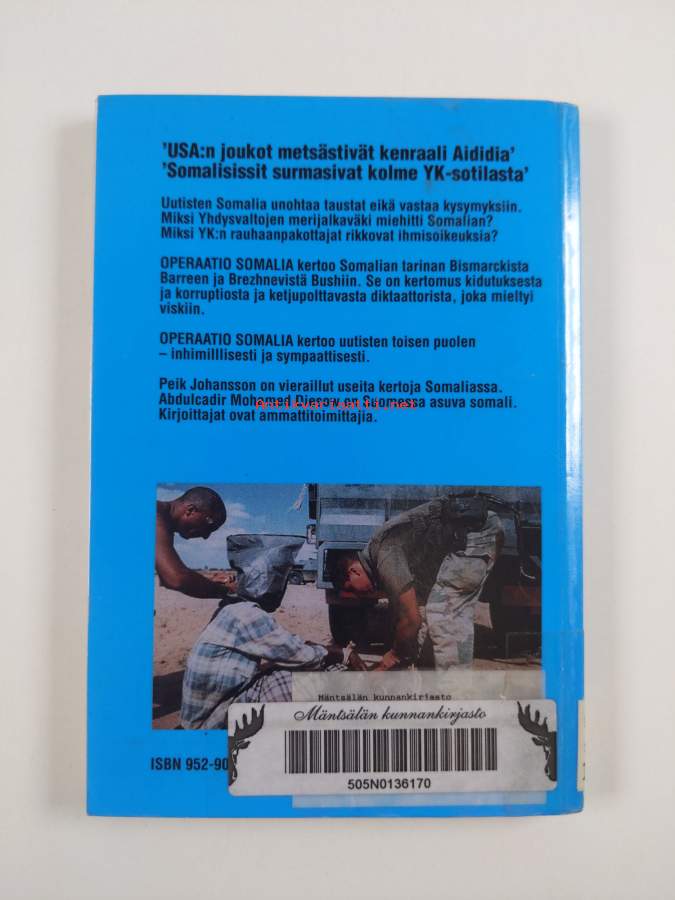 'USA:n joukot metsästivät kenraali Aididia'
'Somalisissit surmasivat kolme YK-sotilasta'
Uutisten Somalia unohtaa taustat eikä vastaa kysymyksiin.
Miksi Yhdysvaltojen merijalkaväki miehitti Somalian?
Miksi YK:n rauhaanpakottajat rikkovat ihmisoikeuksia?
OPERAATIO SOMALIA kertoo Somalian tarinan Bismarckista
Barreen ja Brezhnevistä Bushiin. Se on kertomus kidutuksesta
ja korruptiosta ja ketjupolttavasta diktaattorista, joka mieltyi
viskiin.
OPERAATIO SOMALIA kertoo uutisten toisen puolen
– inhimilllisesti ja sympaattisesti.
Peik Johansson on vieraillut useita kertoja Somaliassa.
Abdulcadir Mohamed on Suomessa asuva somali.
Antikvariaatti.net
Kirjoittajat ovat ammattitoimittajia.
Mäntsälän kunnankirjasto
Mäntsälän kunnankirjasto
ISBN 952-90
505N0136170